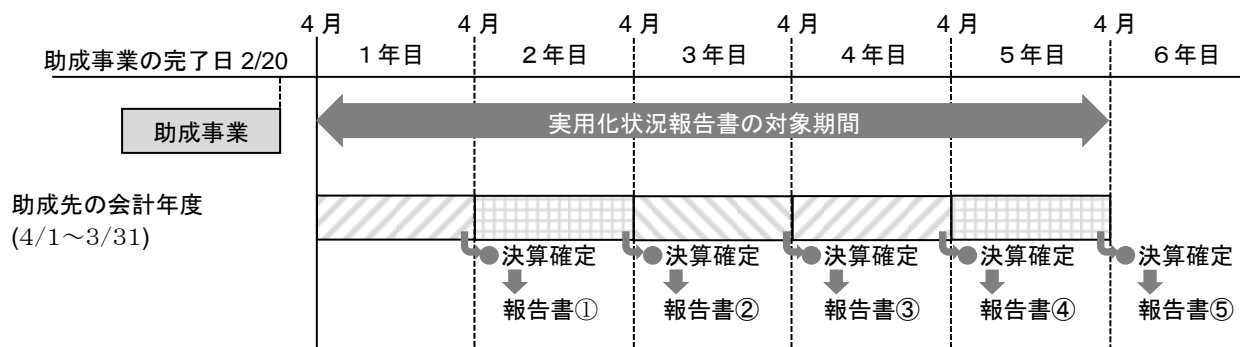 4月 4月 4月 4月 4月 4月
助成事業の完了日 2/20 1年目 2年目 3年目 4年目 5年目 6年目
助成事業 実用化状況報告書の対象期間
助成先の会計年度
(4/1～3/31)
決算確定 決算確定 決算確定 決算確定 決算確定
報告書① 報告書② 報告書③ 報告書④ 報告書⑤